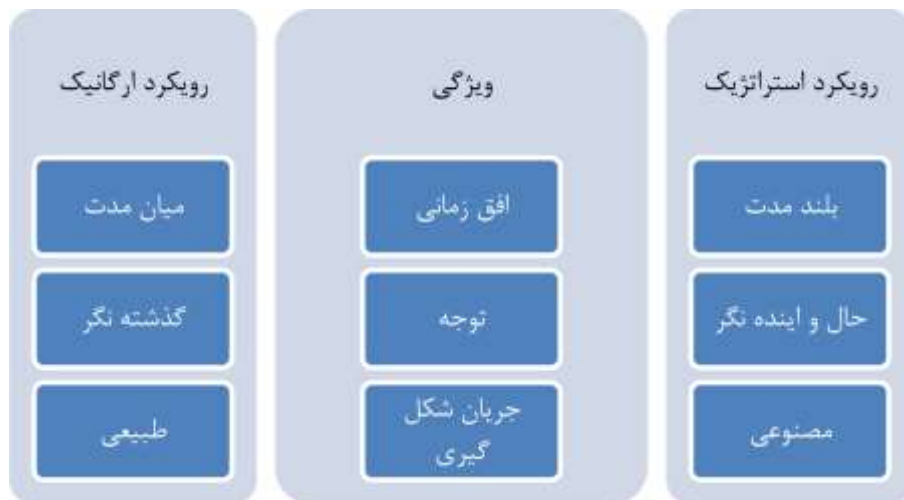 رویکرد استراتژیک
بلند مدت
حال و اینده نگر
مصنوعی
ویژگی
افق زمانی
توجه
جریان شکل
گیری
رویکرد ارگانیک
میان مدت
گذشته نگر
طبیعی